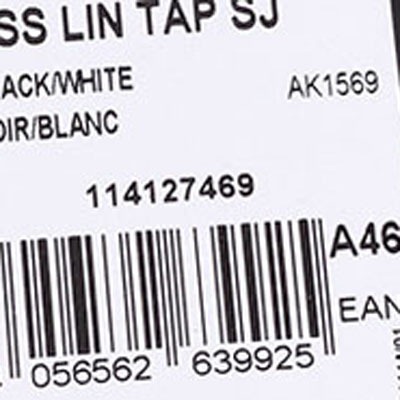 SS LIN TAP SJ
ACK/WHITE
OIR/BLANC
AK1569
114127469
A46
EAN
056562 639925